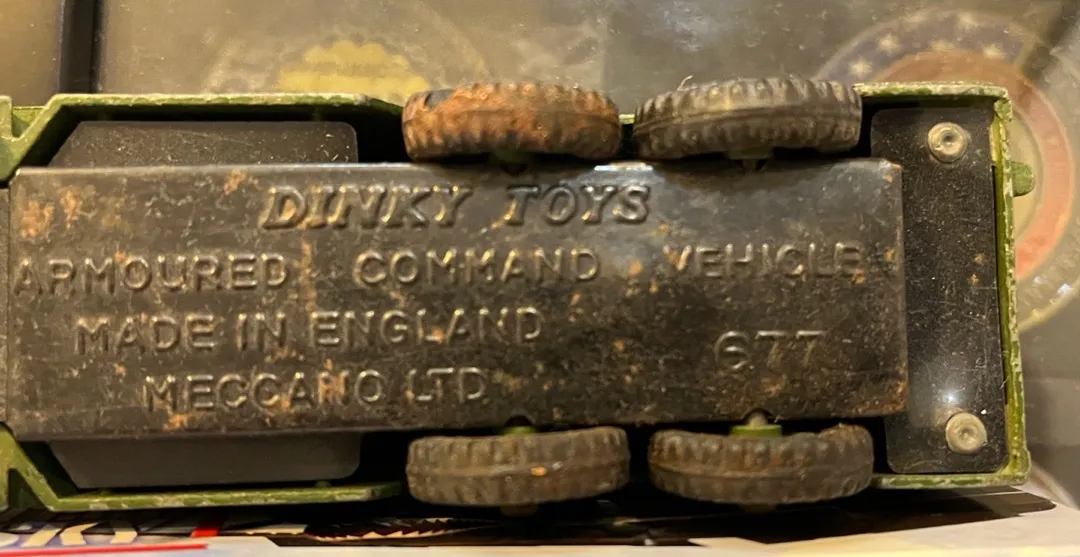 DINKY TOYS
ARMOURED COMMAND VEHICLE
MADE IN ENGLAND
677
MECCANO LTD